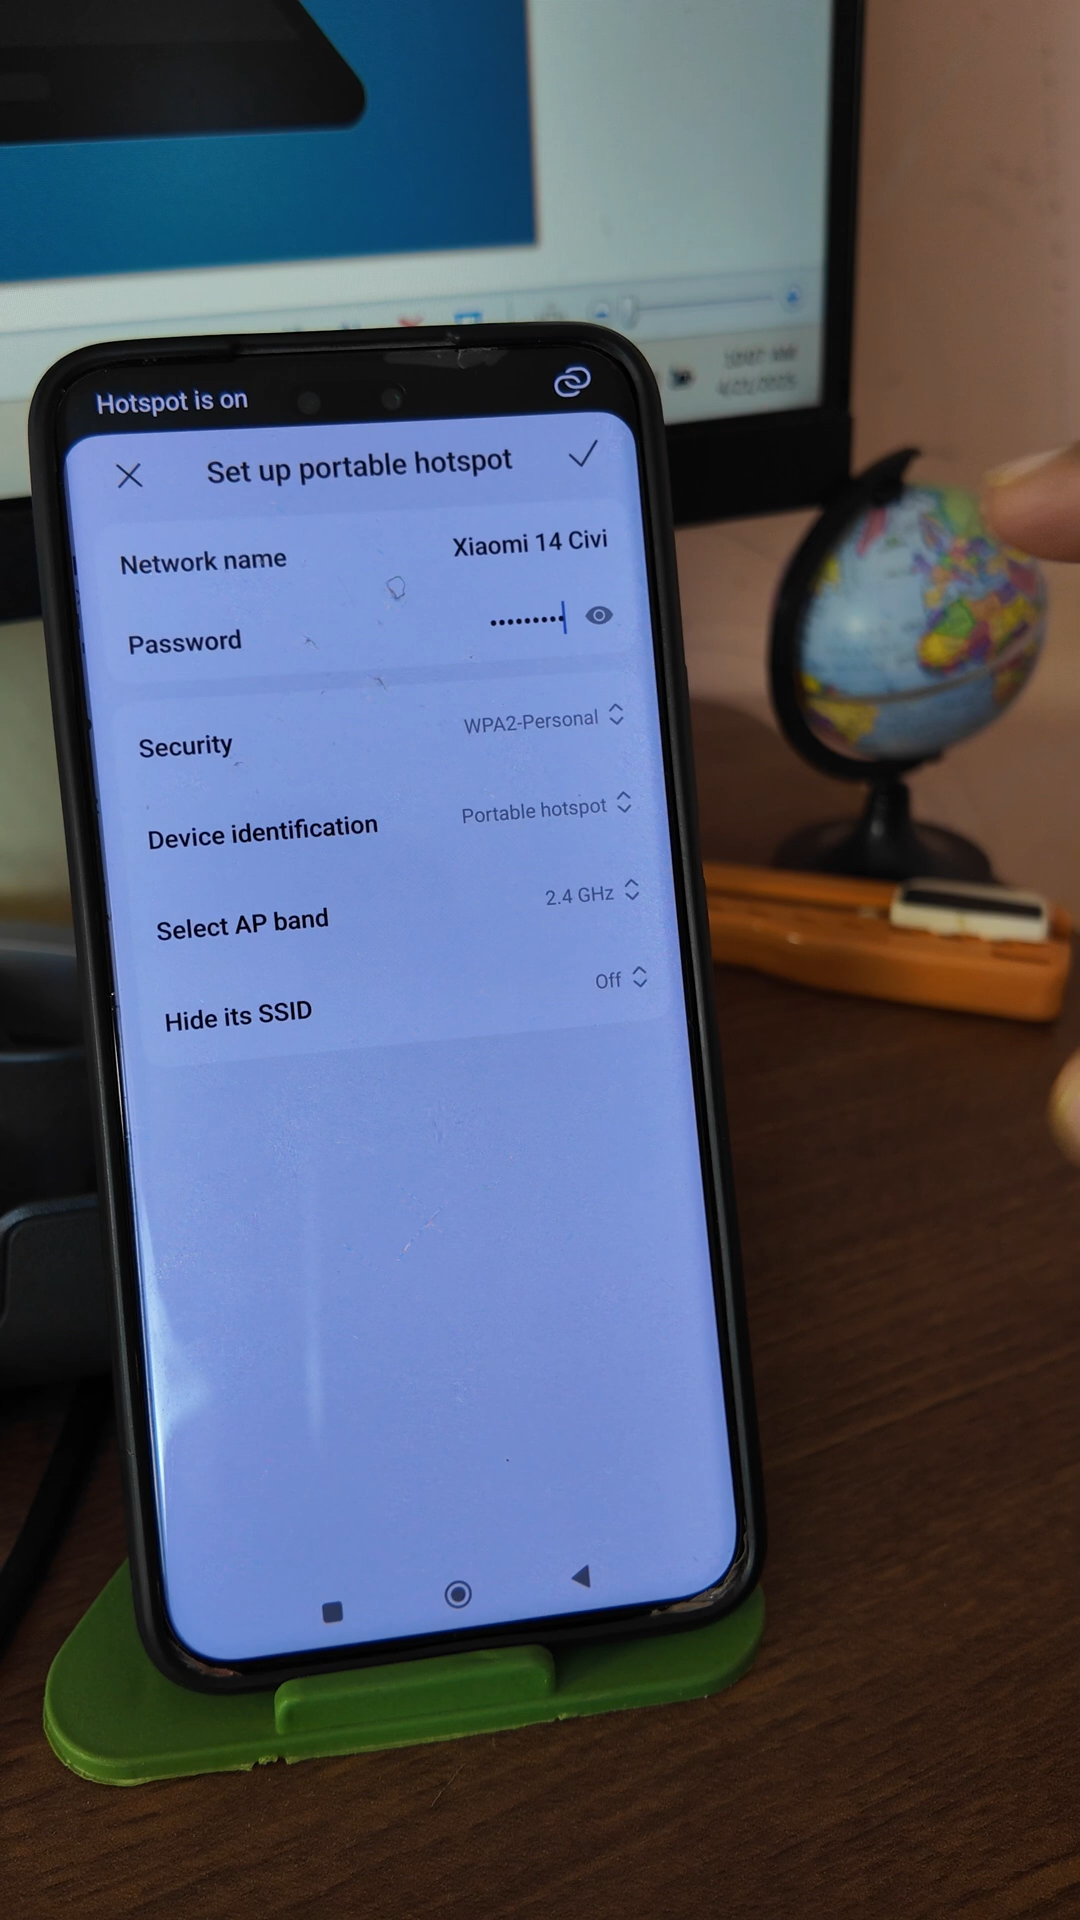 Hotspot is on
Set up portable hotspot
Network name Xiaomi 14 Civi
Password •••••••••
Security WPA2-Personal
Device identification Portable hotspot
Select AP band 2.4 GHz
Hide its SSID Off